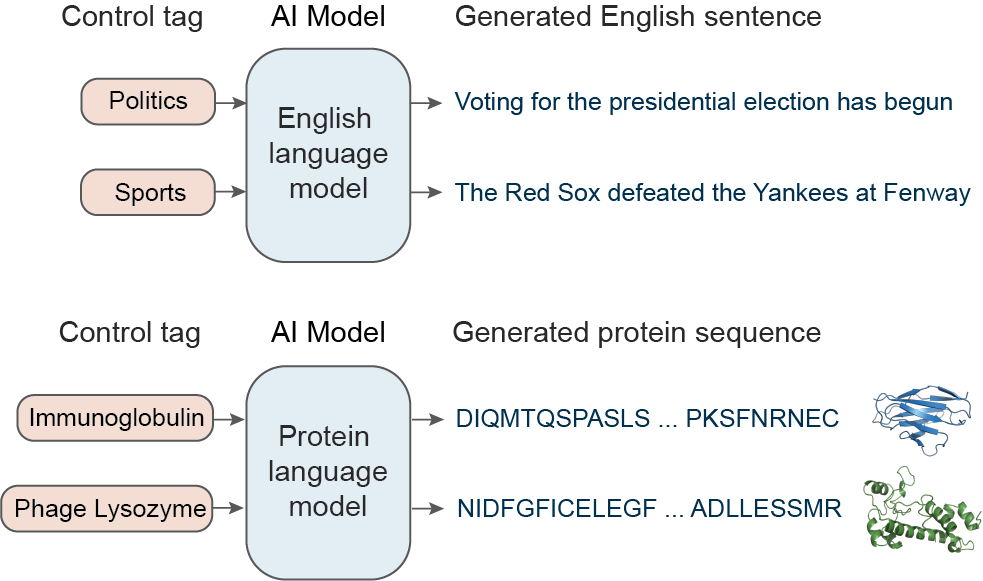 Control tag
AI Model
Generated English sentence
Politics
English
language
model
Voting for the presidential election has begun
Sports
The Red Sox defeated the Yankees at Fenway
Control tag
AI Model
Generated protein sequence
Immunoglobulin
Protein
language
model
DIQMTQSPASLS ... PKSFNRNEC
Phage Lysozyme
NIDFGFICELEGF ... ADLLESSMR